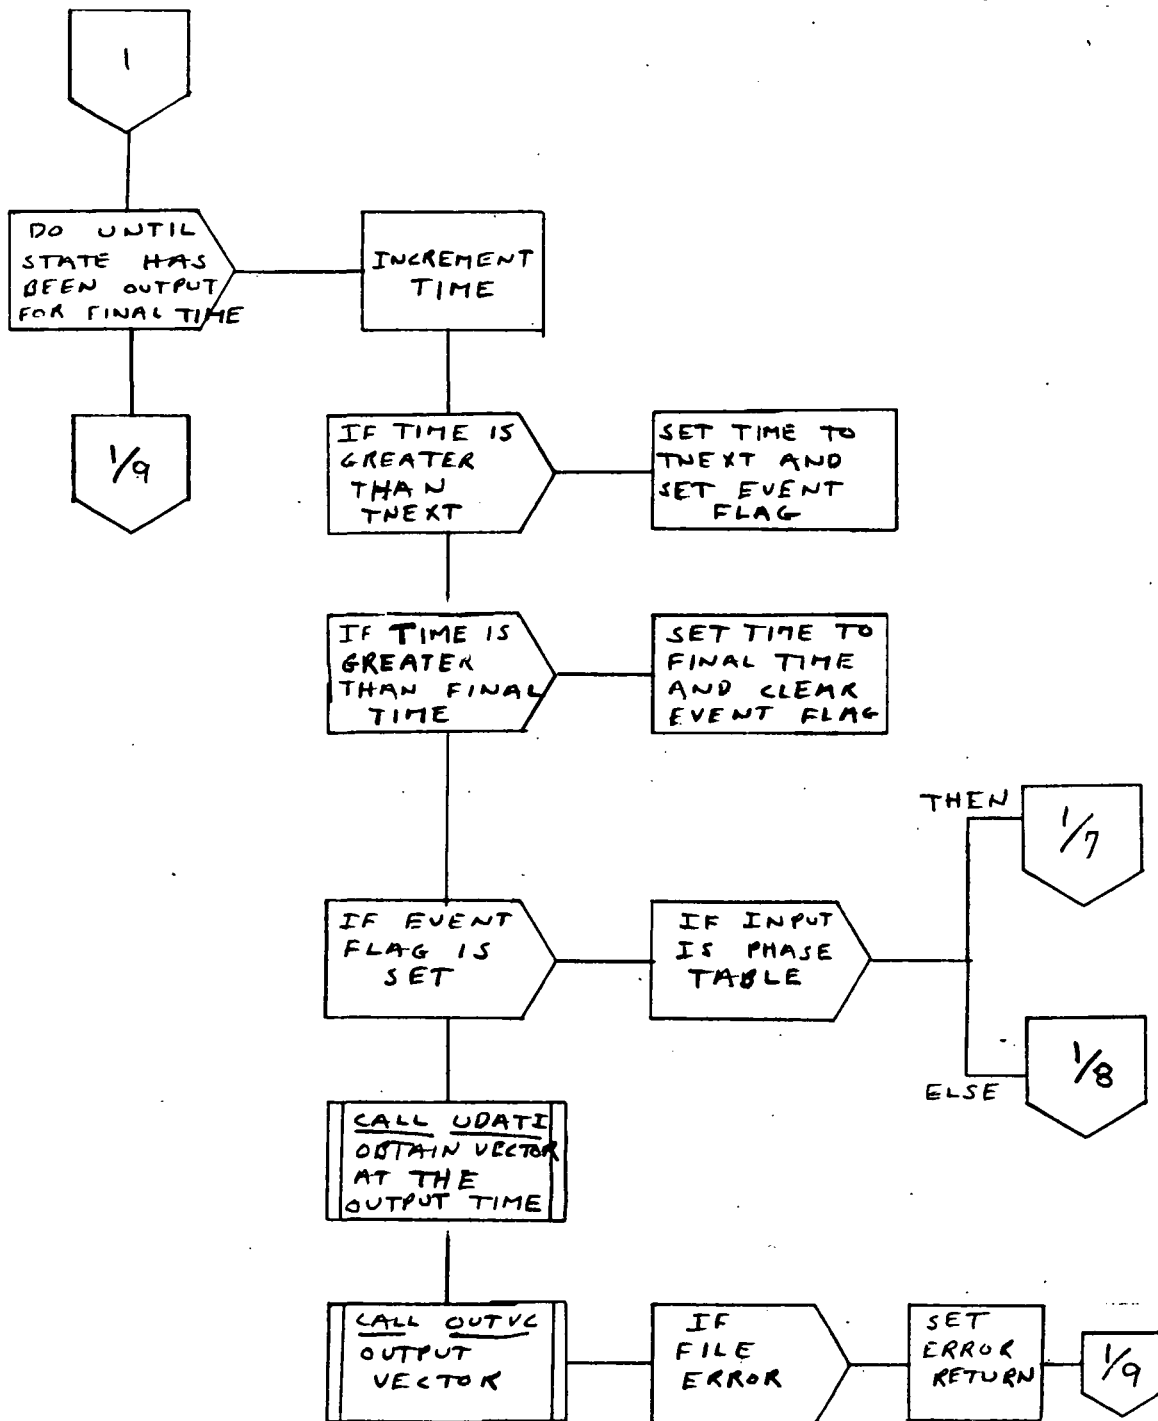 1
DO UNTIL
STATE HAS
BEEN OUTPUT
FOR FINAL TIME
INCREMENT
TIME
1/9
IF TIME IS
GREATER
THAN
TNEXT
SET TIME TO
TNEXT AND
SET EVENT
FLAG
IF TIME IS
GREATER
THAN FINAL
TIME
SET TIME TO
FINAL TIME
AND CLEAR
EVENT FLAG
THEN
1/7
IF EVENT
FLAG IS
SET
IF INPUT
IS PHASE
TABLE
ELSE
1/8
CALL UDATI
OBTAIN VECTOR
AT THE
OUTPUT TIME
CALL OUTVC
OUTPUT
VECTOR
IF
FILE
ERROR
SET
ERROR
RETURN
1/9